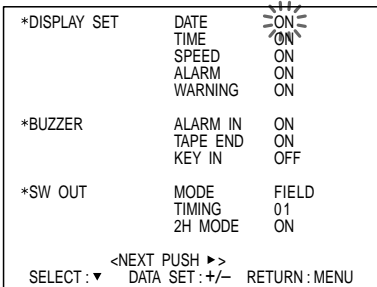 *DISPLAY SET DATE ON
TIME ON
SPEED ON
ALARM ON
WARNING ON
*BUZZER ALARM IN ON
TAPE END ON
KEY IN OFF
*SW OUT MODE FIELD
TIMING 01
2H MODE ON
<NEXT PUSH ►>
SELECT : ▼ DATA SET : +/– RETURN : MENU